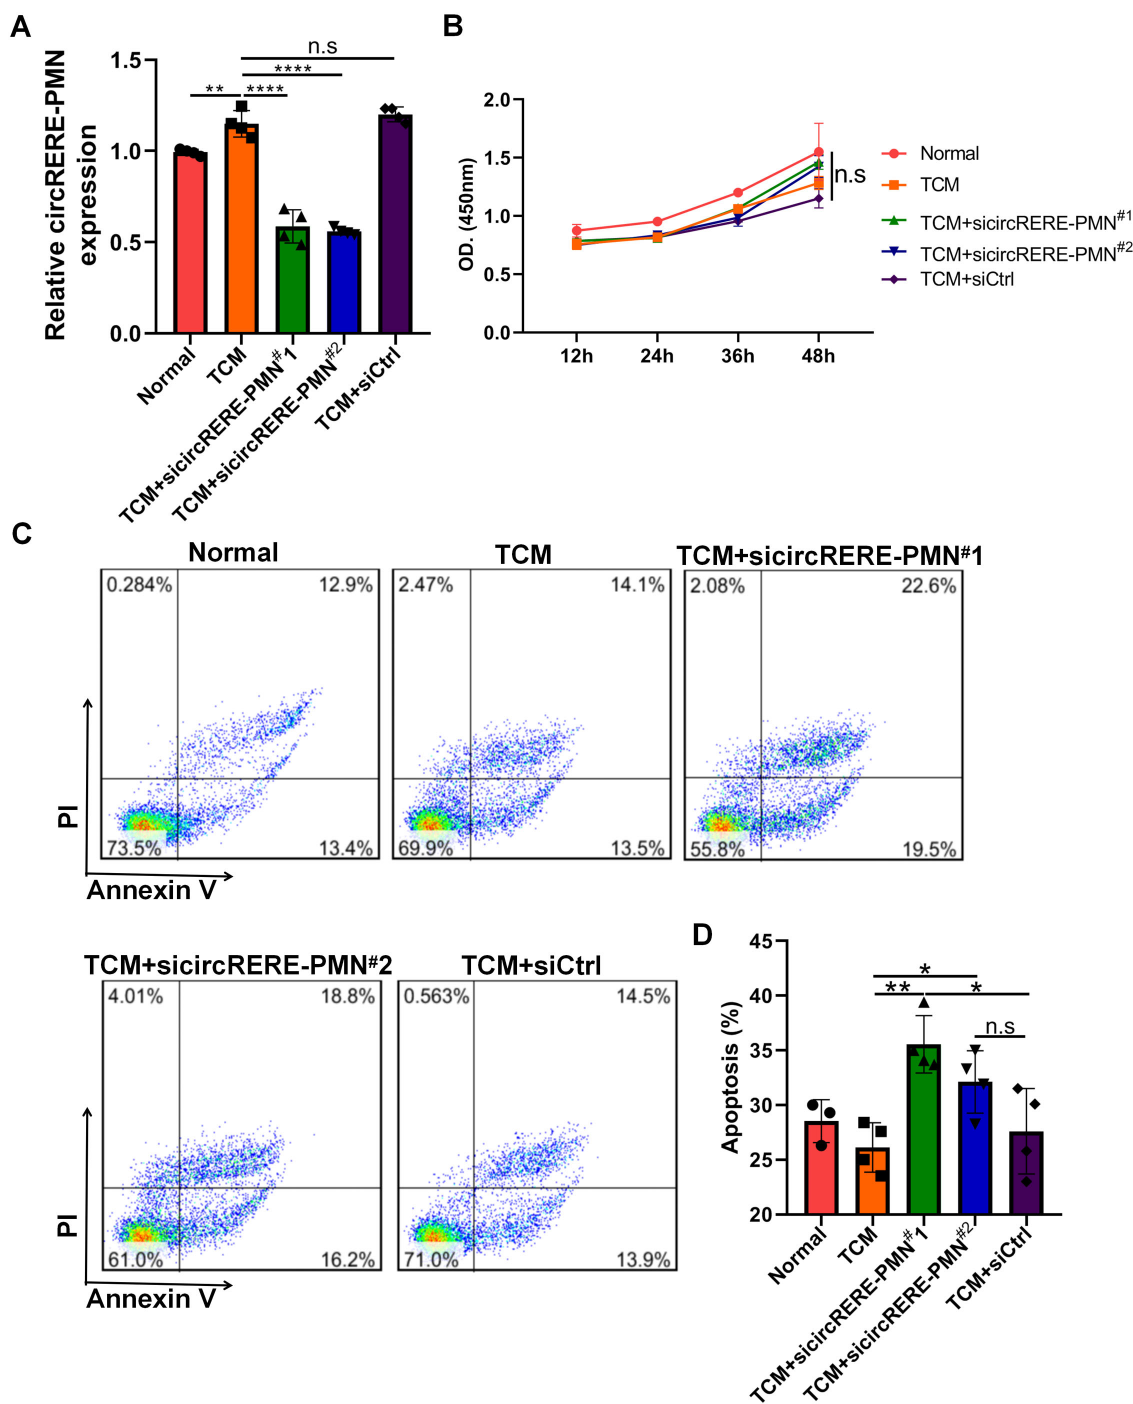 A
Relative circRERE-PMN
expression
1.5
1.0
0.5
0.0
n.s
****
** ****
Normal
TCM
TCM+sicircRERE-PMN#1
TCM+sicircRERE-PMN#2
TCM+siCtrl
B
OD. (450nm)
2.0
1.5
1.0
0.5
0.0
12h 24h 36h 48h
n.s
Normal
TCM
TCM+sicircRERE-PMN#1
TCM+sicircRERE-PMN#2
TCM+siCtrl
C
Normal
0.284% 12.9%
73.5% 13.4%
TCM
2.47% 14.1%
69.9% 13.5%
TCM+sicircRERE-PMN#1
2.08% 22.6%
55.8% 19.5%
PI
Annexin V
TCM+sicircRERE-PMN#2
4.01% 18.8%
61.0% 16.2%
TCM+siCtrl
0.563% 14.5%
71.0% 13.9%
PI
Annexin V
D
Apoptosis (%)
45
40
35
30
25
20
*
** *
n.s
Normal
TCM
TCM+sicircRERE-PMN#1
TCM+sicircRERE-PMN#2
TCM+siCtrl